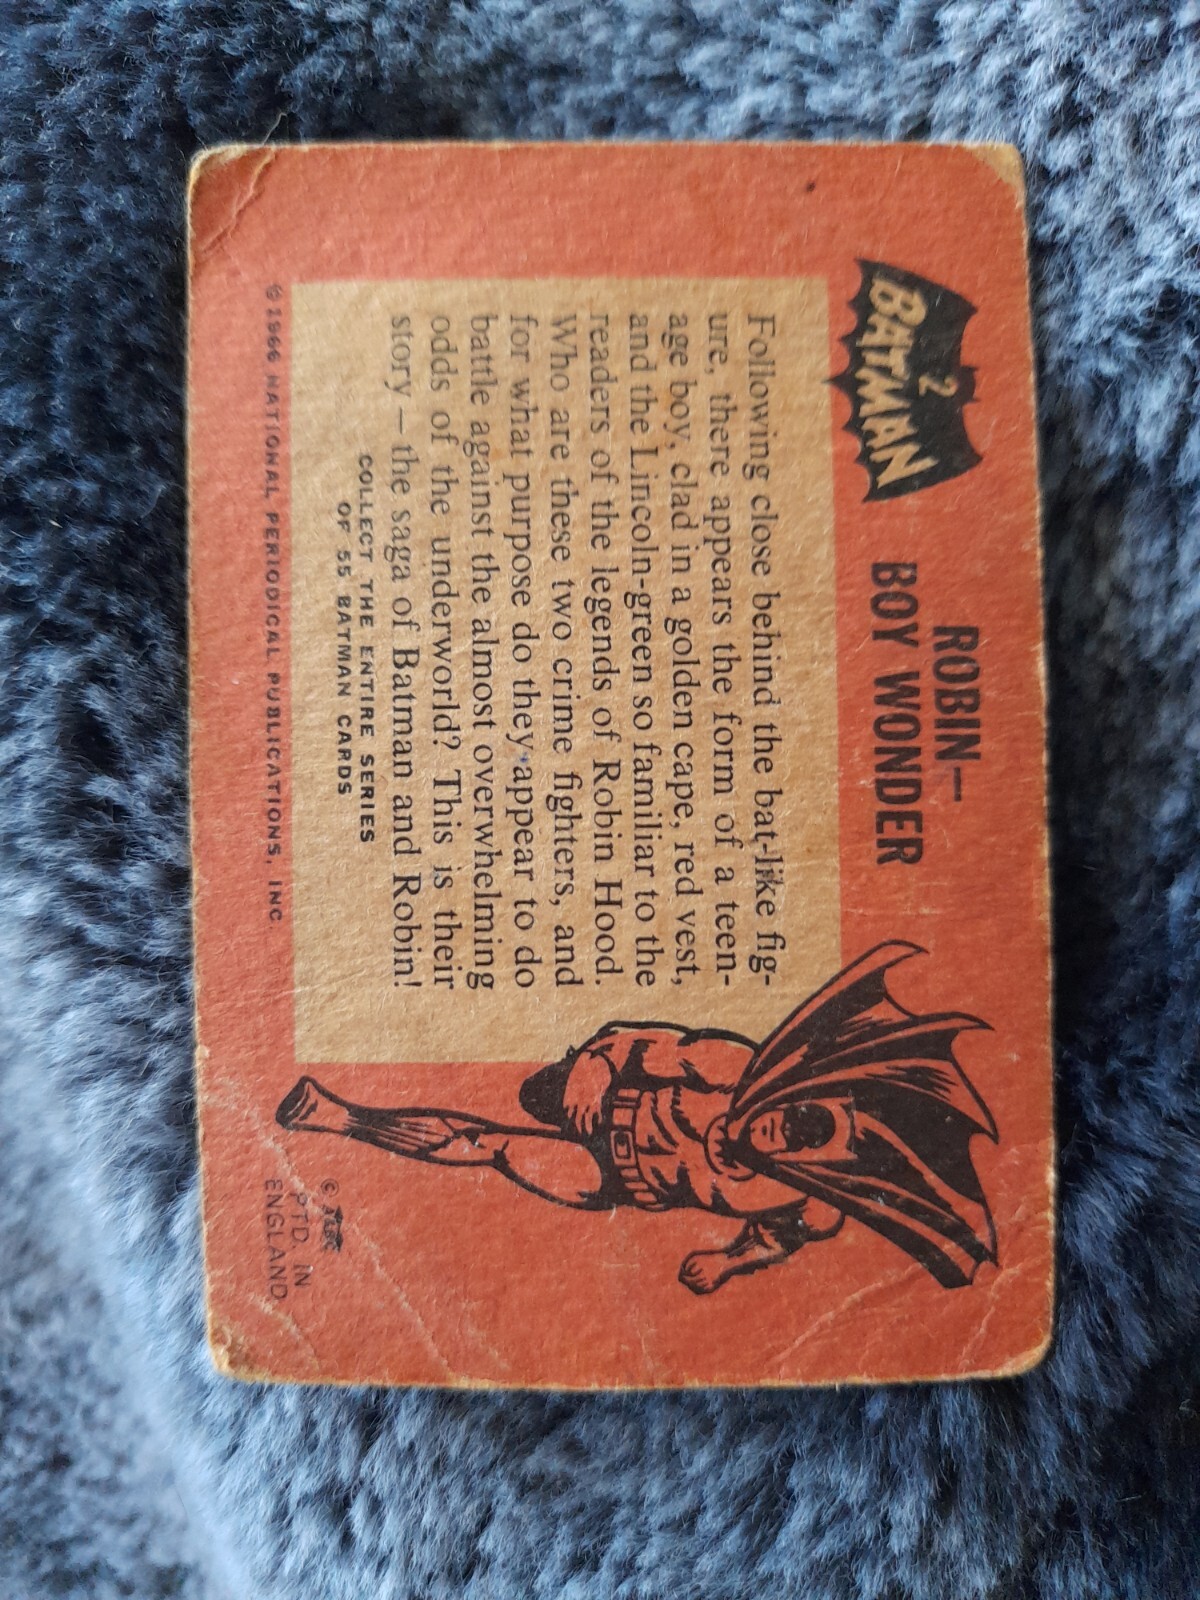 2
BATMAN
ROBIN—
BOY WONDER
Following close behind the bat-like fig-
ure, there appears the form of a teen-
age boy, clad in a golden cape, red vest,
and the Lincoln-green so familiar to the
readers of the legends of Robin Hood.
Who are these two crime fighters, and
for what purpose do they appear to do
battle against the almost overwhelming
odds of the underworld? This is their
story — the saga of Batman and Robin!
COLLECT THE ENTIRE SERIES
OF 55 BATMAN CARDS
© 1966 NATIONAL PERIODICAL PUBLICATIONS, INC.
©
PTD. IN
ENGLAND